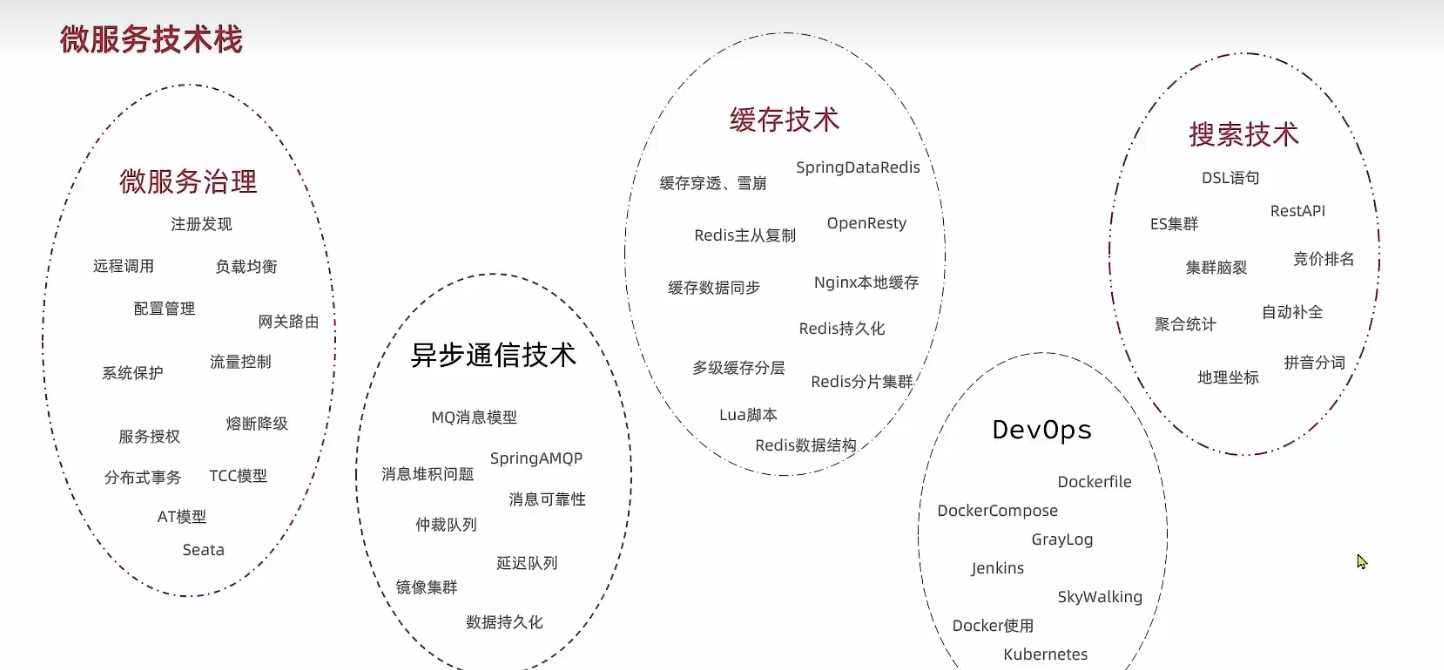 微服务技术栈
微服务治理
注册发现
远程调用
负载均衡
配置管理
网关路由
系统保护
流量控制
服务授权
熔断降级
分布式事务
TCC模型
AT模型
Seata
异步通信技术
MQ消息模型
消息堆积问题
SpringAMQP
消息可靠性
仲裁队列
延迟队列
镜像集群
数据持久化
缓存技术
缓存穿透、雪崩
SpringDataRedis
Redis主从复制
OpenResty
缓存数据同步
Nginx本地缓存
Redis持久化
多级缓存分层
Redis分片集群
Lua脚本
Redis数据结构
DevOps
Dockerfile
DockerCompose
GrayLog
Jenkins
SkyWalking
Docker使用
Kubernetes
搜索技术
DSL语句
ES集群
RestAPI
集群脑裂
竞价排名
聚合统计
自动补全
地理坐标
拼音分词